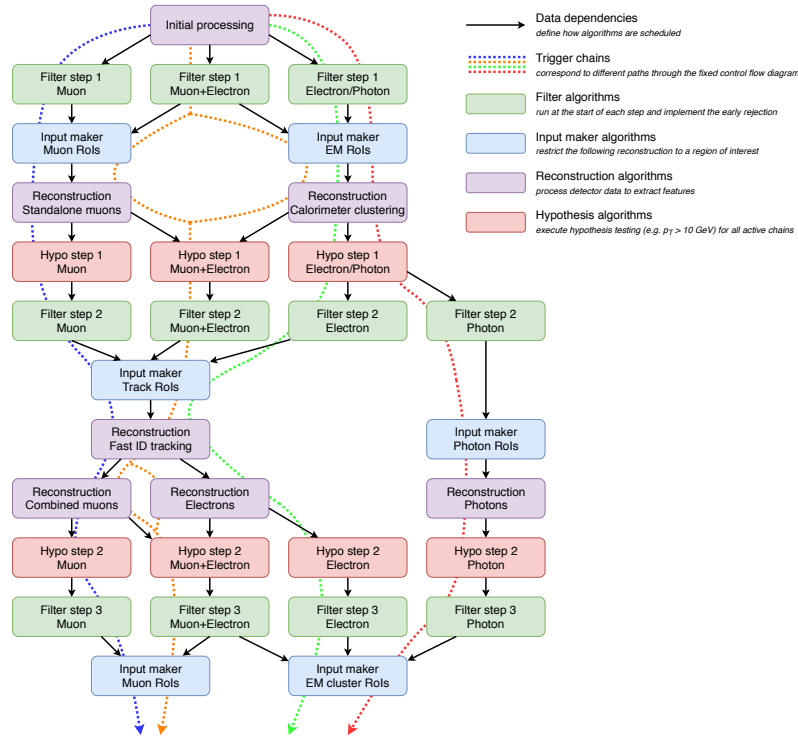 Initial processing
Filter step 1
Muon
Filter step 1
Muon+Electron
Filter step 1
Electron/Photon
Input maker
Muon RoIs
Input maker
EM RoIs
Reconstruction
Standalone muons
Reconstruction
Calorimeter clustering
Hypo step 1
Muon
Hypo step 1
Muon+Electron
Hypo step 1
Electron/Photon
Filter step 2
Muon
Filter step 2
Muon+Electron
Filter step 2
Electron
Filter step 2
Photon
Input maker
Track RoIs
Reconstruction
Fast ID tracking
Input maker
Photon RoIs
Reconstruction
Combined muons
Reconstruction
Electrons
Reconstruction
Photons
Hypo step 2
Muon
Hypo step 2
Muon+Electron
Hypo step 2
Electron
Hypo step 2
Photon
Filter step 3
Muon
Filter step 3
Muon+Electron
Filter step 3
Electron
Filter step 3
Photon
Input maker
Muon RoIs
Input maker
EM cluster RoIs
Data dependencies
define how algorithms are scheduled
Trigger chains
correspond to different paths through the fixed control flow diagram
Filter algorithms
run at the start of each step and implement the early rejection
Input maker algorithms
restrict the following reconstruction to a region of interest
Reconstruction algorithms
process detector data to extract features
Hypothesis algorithms
execute hypothesis testing (e.g. pT > 10 GeV) for all active chains